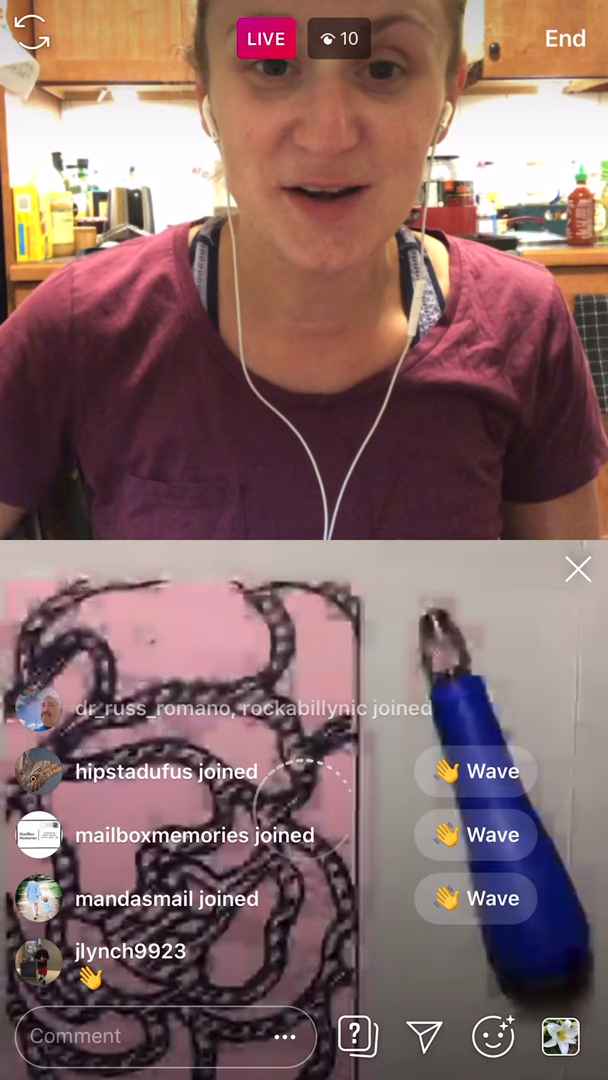 LIVE
10
End
dr_russ_romano, rockabillynic joined
hipstadufus joined
👋 Wave
mailboxmemories joined
👋 Wave
mandasmail joined
👋 Wave
jlynch9923
👋
Comment
?